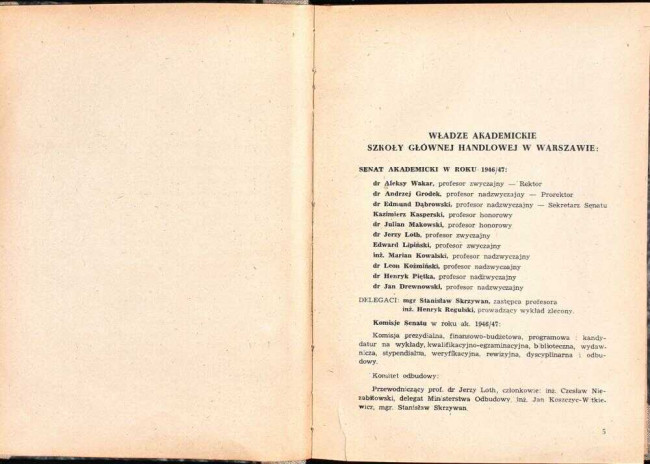 WŁADZE AKADEMICKIE
SZKOŁY GŁÓWNEJ HANDLOWEJ W WARSZAWIE:
SENAT AKADEMICKI W ROKU 1946/47:
dr Aleksy Wakar, profesor zwyczajny — Rektor
dr Andrzej Grodek, profesor nadzwyczajny — Prorektor
dr Edmund Dąbrowski, profesor nadzwyczajny — Sekretarz Senatu
Kazimierz Kasperski, profesor honorowy
dr Julian Makowski, profesor honorowy
dr Jerzy Loth, profesor zwyczajny
Edward Lipiński, profesor zwyczajny
inż. Marian Kowalski, profesor nadzwyczajny
dr Leon Koźmiński, profesor nadzwyczajny
dr Henryk Piętka, profesor nadzwyczajny
dr Jan Drewnowski, profesor nadzwyczajny
DELEGACI: mgr Stanisław Skrzywan, zastępca profesora
inż. Henryk Regulski, prowadzący wykład zlecony.
Komisje Senatu w roku ak. 1946/47:
Komisja prezydialna, finansowo-budżetowa, programowa i kandy-
datur na wykłady, kwalifikacyjno-egzaminacyjna, biblioteczna, wydaw-
nicza, stypendialna, weryfikacyjna, rewizyjna, dyscyplinarna i odbu-
dowy.
Komitet odbudowy:
Przewodniczący prof. dr Jerzy Loth, członkowie: inż. Czesław Nie-
zabitowski, delegat Ministerstwa Odbudowy, inż. Jan Koszczyc-Witkie-
wicz, mgr. Stanisław Skrzywan.
5